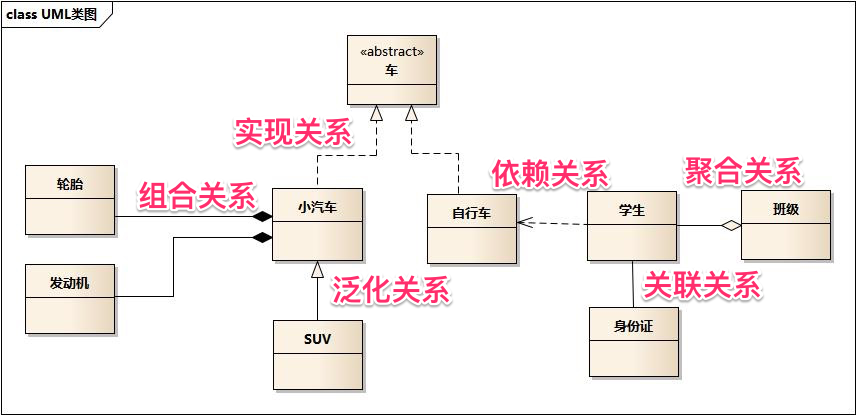 class UML类图
«abstract»
车
实现关系
轮胎
组合关系
小汽车
自行车
依赖关系
学生
聚合关系
班级
发动机
泛化关系
关联关系
SUV
身份证